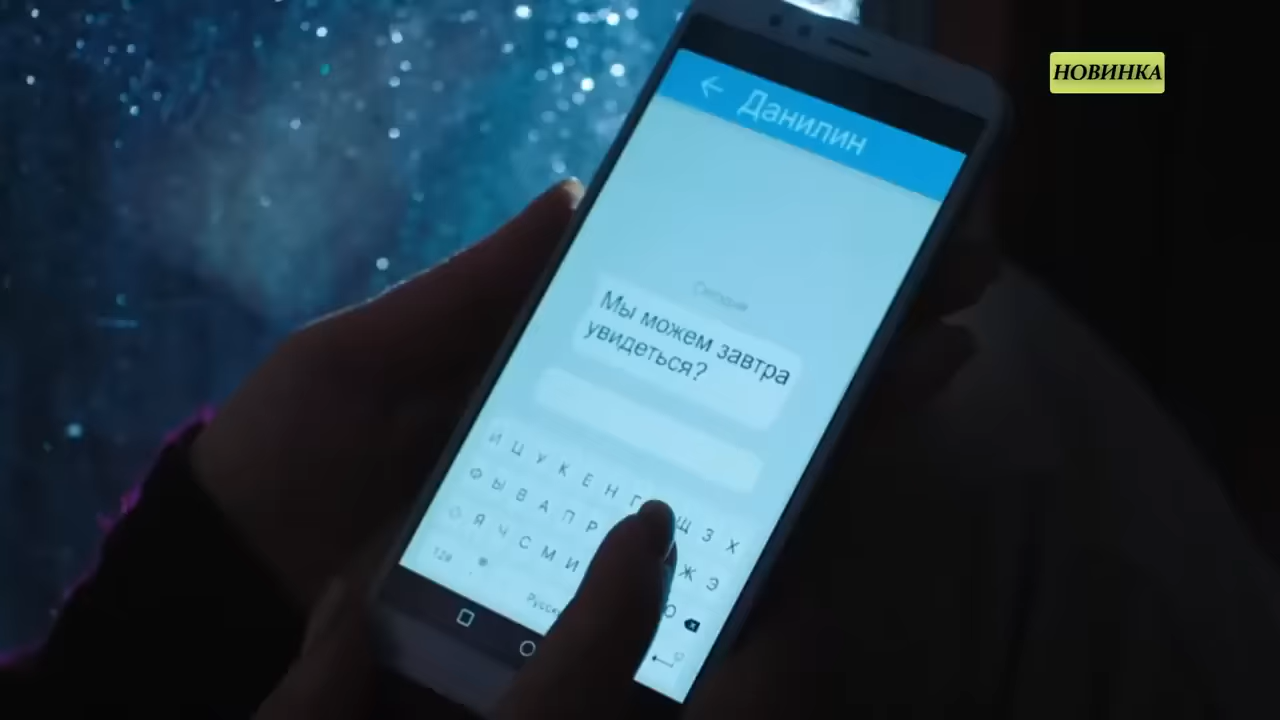 НОВИНКА
Данилин
Сегодня
Мы можем завтра
увидеться?
Й Ц У К Е Н Г Щ З Х
Ф Ы В А П Р Ж Э
Я Ч С М И Ю